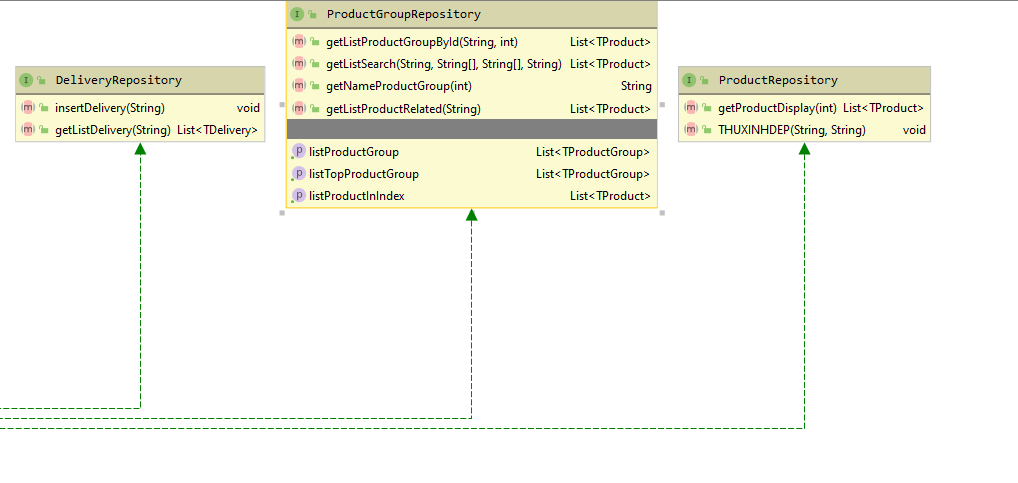 ProductGroupRepository
getListProductGroupById(String, int) List<TProduct>
getListSearch(String, String[], String[], String) List<TProduct>
getNameProductGroup(int) String
getListProductRelated(String) List<TProduct>
listProductGroup List<TProductGroup>
listTopProductGroup List<TProductGroup>
listProductInIndex List<TProduct>
DeliveryRepository
insertDelivery(String) void
getListDelivery(String) List<TDelivery>
ProductRepository
getProductDisplay(int) List<TProduct>
THUXINHDEP(String, String) void